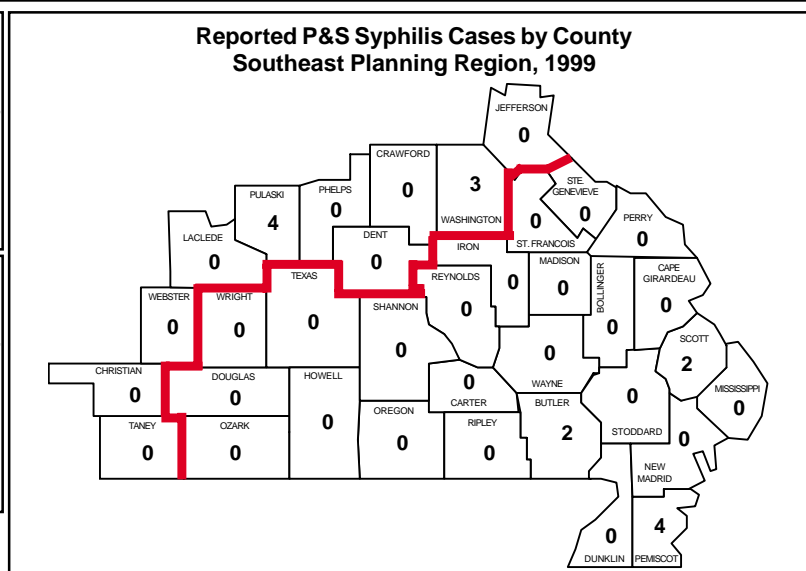 Reported P&S Syphilis Cases by County
Southeast Planning Region, 1999
JEFFERSON
0
CRAWFORD
0
3
WASHINGTON
STE.
GENEVIEVE
0
PHELPS
0
PULASKI
4
0
ST. FRANCOIS
PERRY
0
LACLEDE
0
DENT
0
IRON
0
MADISON
0
BOLLINGER
0
CAPE
GIRARDEAU
0
TEXAS
0
REYNOLDS
0
WEBSTER
0
WRIGHT
0
SHANNON
0
SCOTT
2
CHRISTIAN
0
DOUGLAS
0
HOWELL
0
0
CARTER
0
WAYNE
MISSISSIPPI
0
0
STODDARD
BUTLER
2
TANEY
0
OZARK
0
OREGON
0
RIPLEY
0
0
NEW
MADRID
0
DUNKLIN
4
PEMISCOT